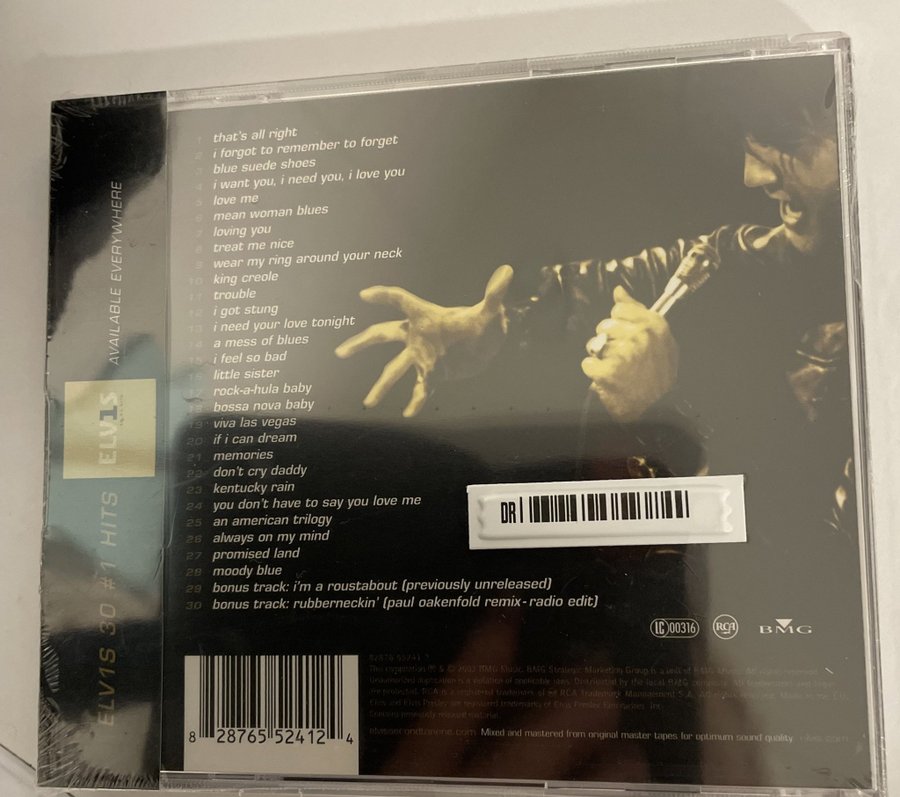 1 that's all right
2 i forgot to remember to forget
3 blue suede shoes
4 i want you, i need you, i love you
5 love me
6 mean woman blues
7 loving you
8 treat me nice
9 wear my ring around your neck
10 king creole
11 trouble
12 i got stung
13 i need your love tonight
14 a mess of blues
15 i feel so bad
16 little sister
17 rock-a-hula baby
18 bossa nova baby
19 viva las vegas
20 if i can dream
21 memories
22 don't cry daddy
23 kentucky rain
24 you don't have to say you love me
25 an american trilogy
26 always on my mind
27 promised land
28 moody blue
29 bonus track: i'm a roustabout (previously unreleased)
30 bonus track: rubberneckin' (paul oakenfold remix - radio edit)
ELV1S 30 #1 HITS
ELV1S
AVAILABLE EVERYWHERE
DR
LC 00316
RCA
BMG
8 28765 52412 4
Mixed and mastered from original master tapes for optimum sound quality. elvis.com